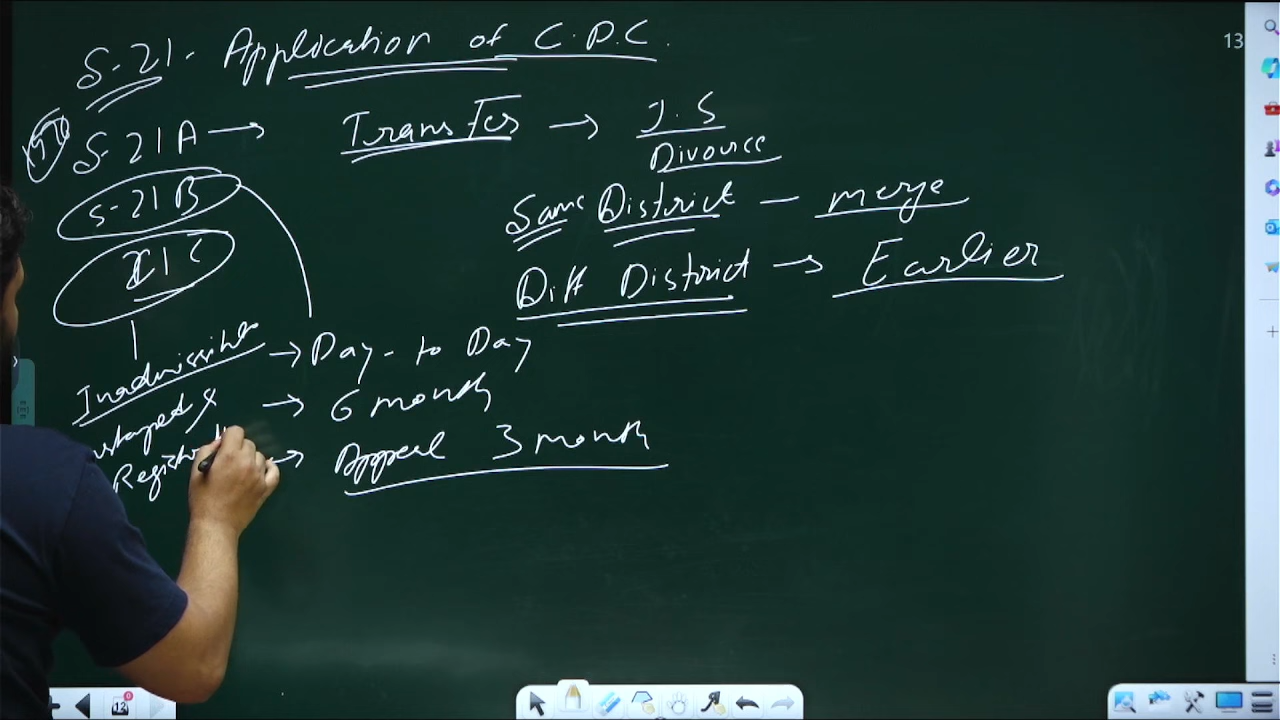 S-21. Application of C.P.C.
13
S-21A → Transfer → J.S
Divorce
S-21B
Same District - merge
21C
Diff District → Earlier
Inadmissible → Day-to Day
→ 6 month
Appeal 3 month
12